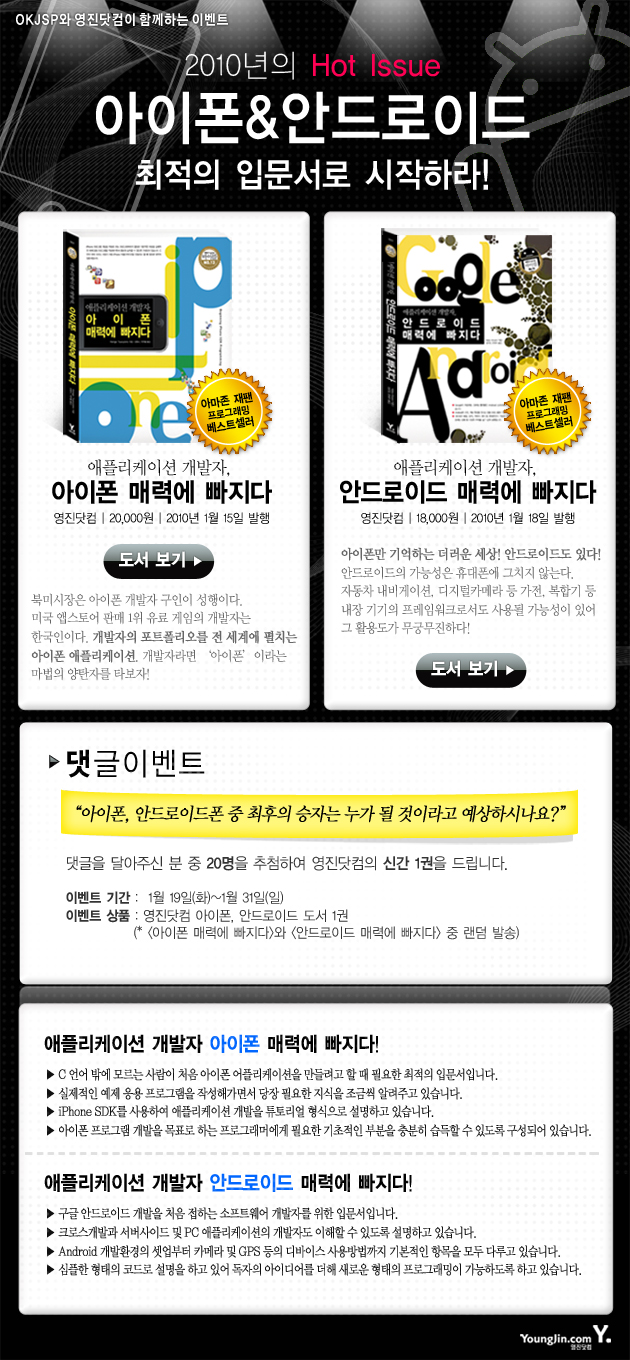 OKJSP와 영진닷컴이 함께하는 이벤트
2010년의 Hot Issue
아이폰&안드로이드
최적의 입문서로 시작하라!
애플리케이션 개발자,
아이폰
매력에 빠지다
아이폰 매력에 빠지다
iphone
아마존 재팬
프로그래밍
베스트셀러
애플리케이션 개발자,
아이폰 매력에 빠지다
영진닷컴 | 20,000원 | 2010년 1월 15일 발행
도서 보기
북미시장은 아이폰 개발자 구인이 성행이다.
미국 앱스토어 판매 1위 유료 게임의 개발자는
한국인이다. 개발자의 포트폴리오를 전 세계에 펼치는
아이폰 애플리케이션. 개발자라면 ‘아이폰’이라는
마법의 양탄자를 타보자!
Google
애플리케이션 개발자,
안드로이드
매력에 빠지다
Android
안드로이드 매력에 빠지다
아마존 재팬
프로그래밍
베스트셀러
애플리케이션 개발자,
안드로이드 매력에 빠지다
영진닷컴 | 18,000원 | 2010년 1월 18일 발행
아이폰만 기억하는 더러운 세상! 안드로이드도 있다!
안드로이드의 가능성은 휴대폰에 그치지 않는다.
자동차 내비게이션, 디지털카메라 등 가전, 복합기 등
내장 기기의 프레임워크로서도 사용될 가능성이 있어
그 활용도가 무궁무진하다!
도서 보기
댓글이벤트
“아이폰, 안드로이드폰 중 최후의 승자는 누가 될 것이라고 예상하시나요?”
댓글을 달아주신 분 중 20명을 추첨하여 영진닷컴의 신간 1권을 드립니다.
이벤트 기간 : 1월 19일(화)~1월 31일(일)
이벤트 상품 : 영진닷컴 아이폰, 안드로이드 도서 1권
(* <아이폰 매력에 빠지다>와 <안드로이드 매력에 빠지다> 중 랜덤 발송)
애플리케이션 개발자 아이폰 매력에 빠지다!
▶ C 언어 밖에 모르는 사람이 처음 아이폰 어플리케이션을 만들려고 할 때 필요한 최적의 입문서입니다.
▶ 실제적인 예제 응용 프로그램을 작성해가면서 당장 필요한 지식을 조금씩 알려주고 있습니다.
▶ iPhone SDK를 사용하여 애플리케이션 개발을 튜토리얼 형식으로 설명하고 있습니다.
▶ 아이폰 프로그램 개발을 목표로 하는 프로그래머에게 필요한 기초적인 부분을 충분히 습득할 수 있도록 구성되어 있습니다.
애플리케이션 개발자 안드로이드 매력에 빠지다!
▶ 구글 안드로이드 개발을 처음 접하는 소프트웨어 개발자를 위한 입문서입니다.
▶ 크로스개발과 서버사이드 및 PC 애플리케이션의 개발자도 이해할 수 있도록 설명하고 있습니다.
▶ Android 개발환경의 셋업부터 카메라 및 GPS 등의 디바이스 사용방법까지 기본적인 항목을 모두 다루고 있습니다.
▶ 심플한 형태의 코드로 설명을 하고 있어 독자의 아이디어를 더해 새로운 형태의 프로그래밍이 가능하도록 하고 있습니다.
YoungJin.com Y.
영진닷컴